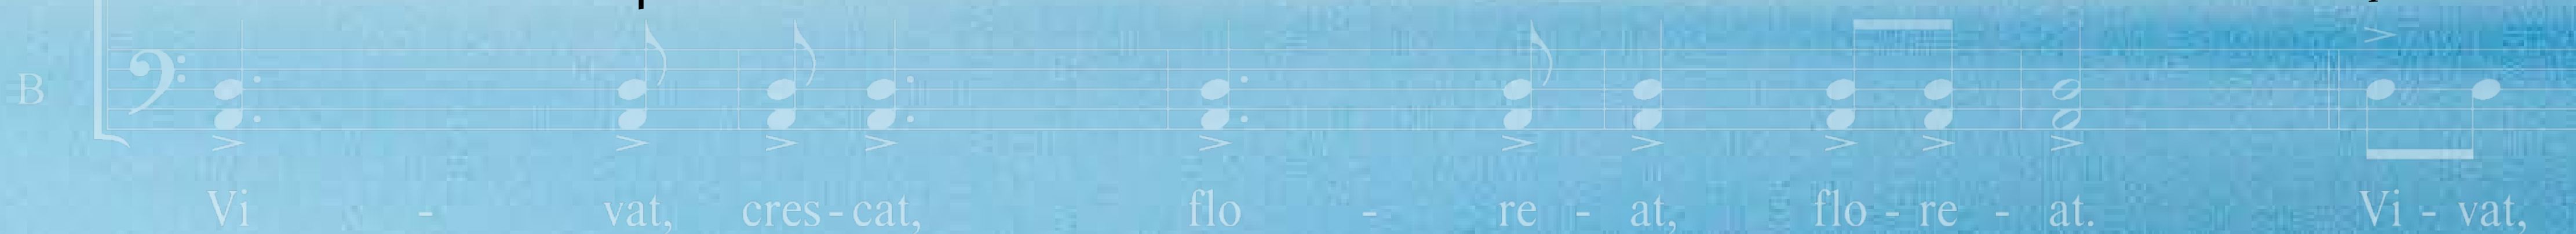 B
Vi - vat, cres - cat, flo - re - at, flo - re - at. Vi - vat,